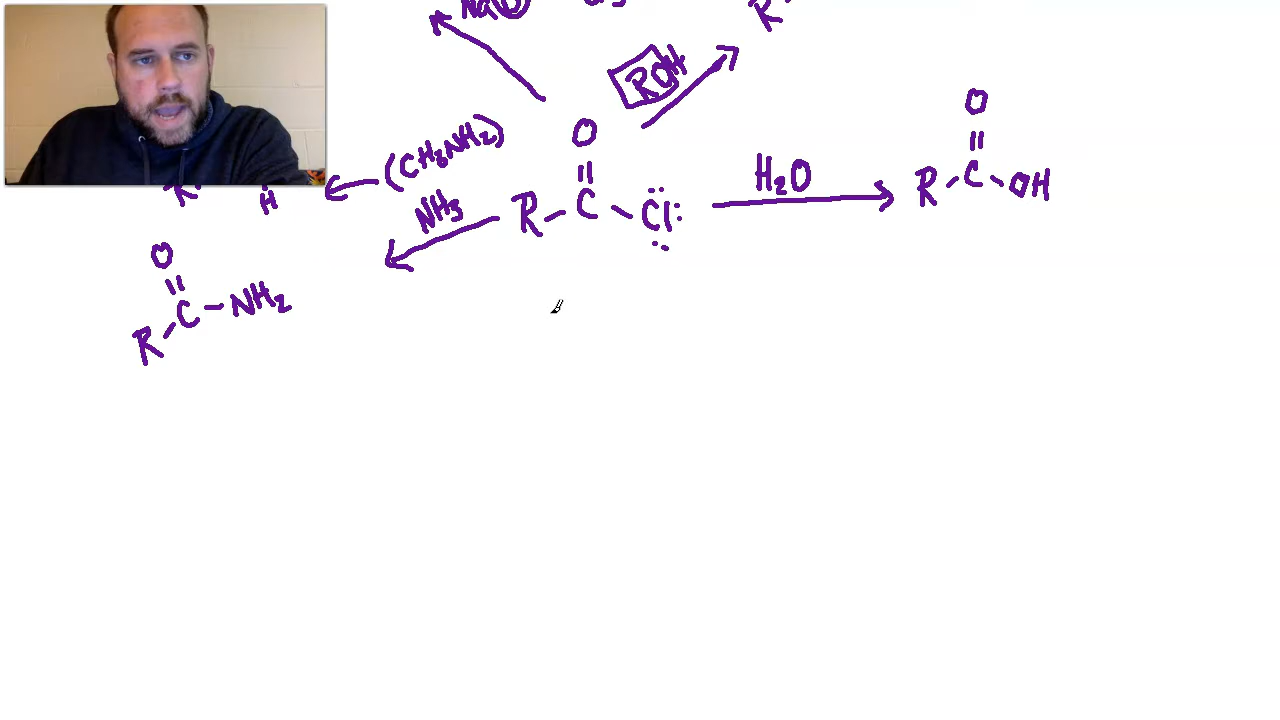 ROH
O
O
(CH3NH2)
||
||
H2O
R-C-OH
H
NH3
R-C-Cl
O
||
C-NH2
R